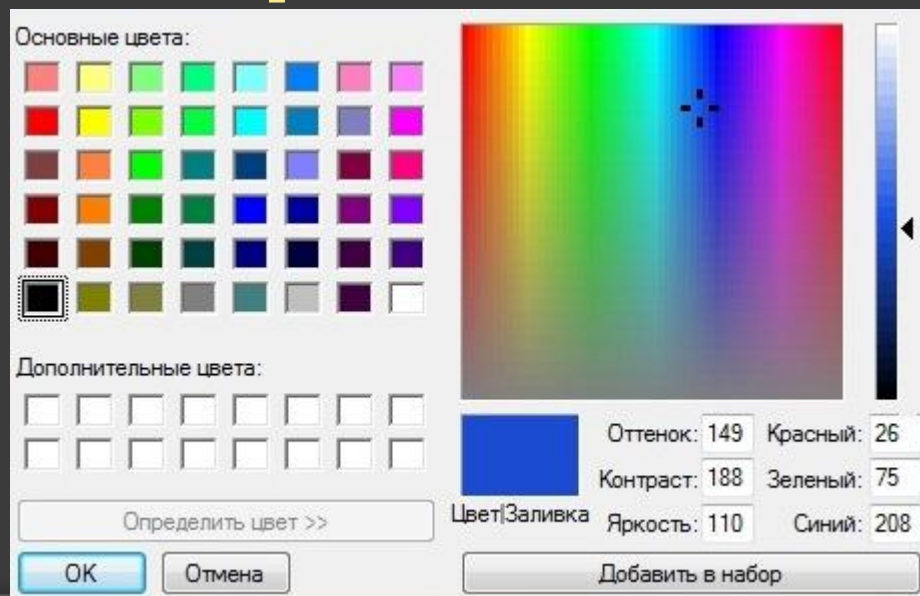 Основные цвета:
Дополнительные цвета:
Определить цвет >>
OK
Отмена
Цвет|Заливка
Оттенок: 149
Контраст: 188
Яркость: 110
Красный: 26
Зеленый: 75
Синий: 208
Добавить в набор